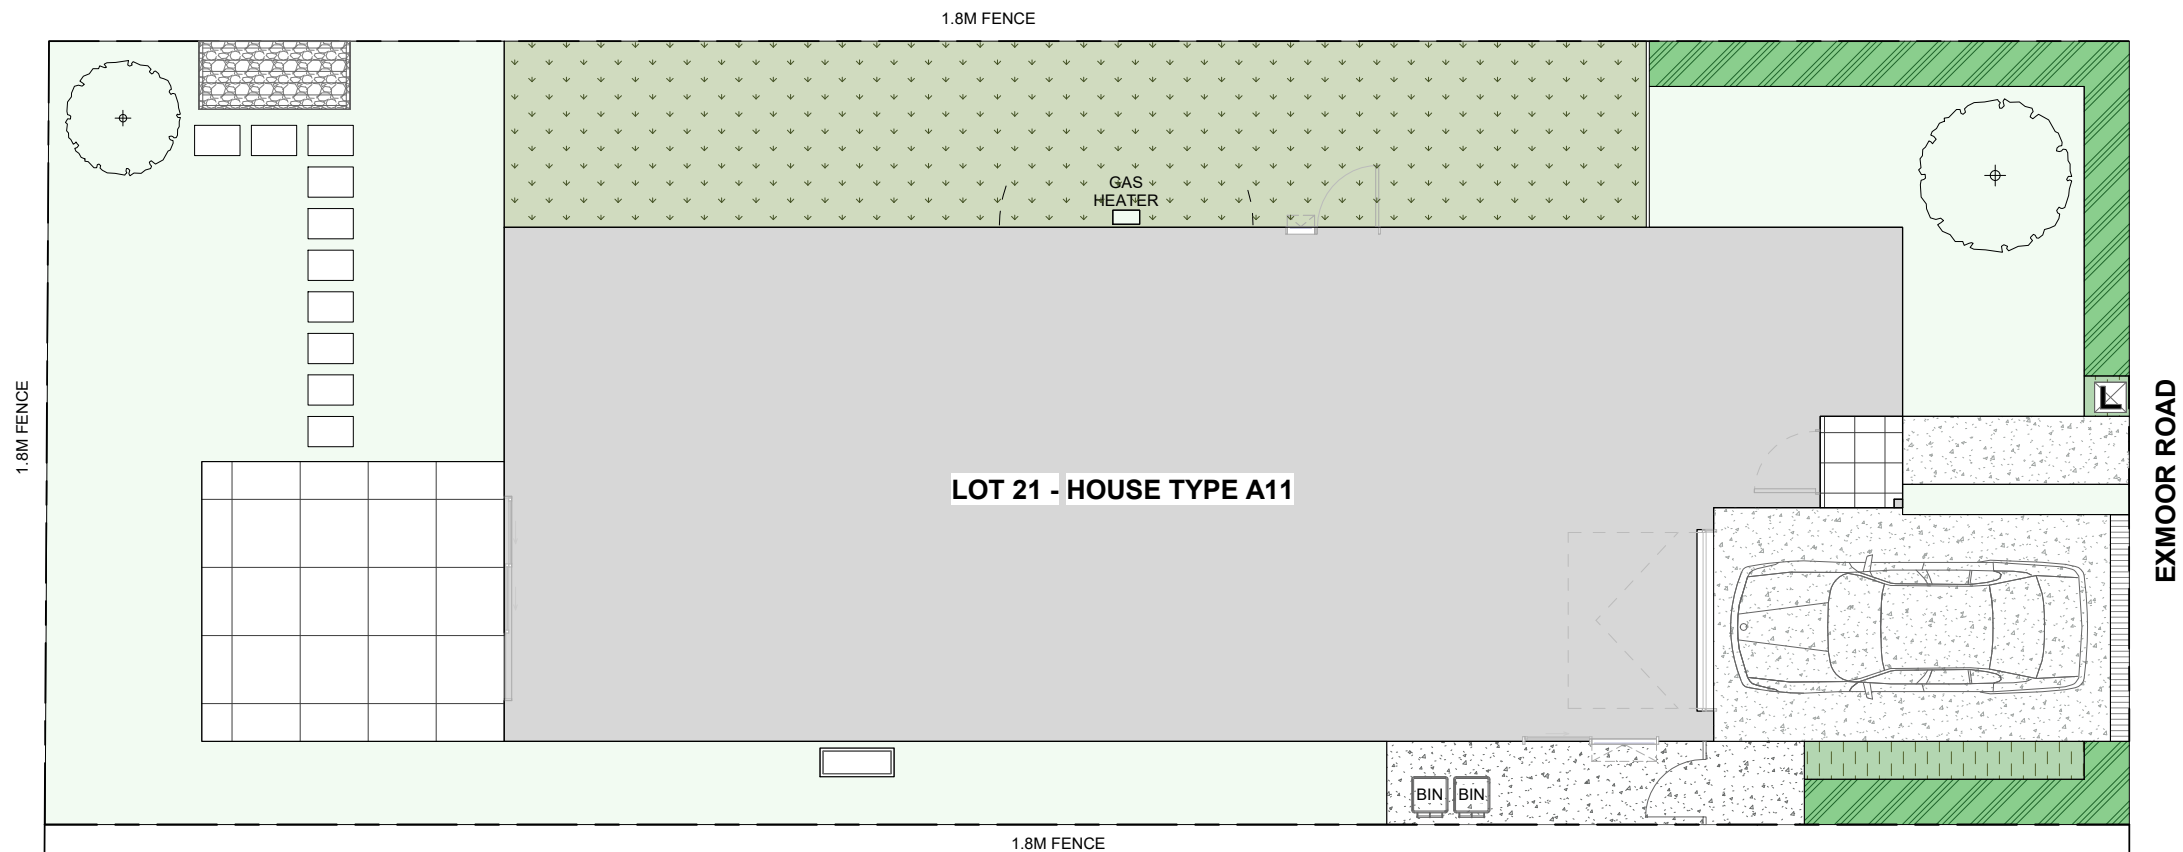 1.8M FENCE
GAS
HEATER
1.8M FENCE
LOT 21 - HOUSE TYPE A11
L
EXMOOR ROAD
BIN BIN
1.8M FENCE